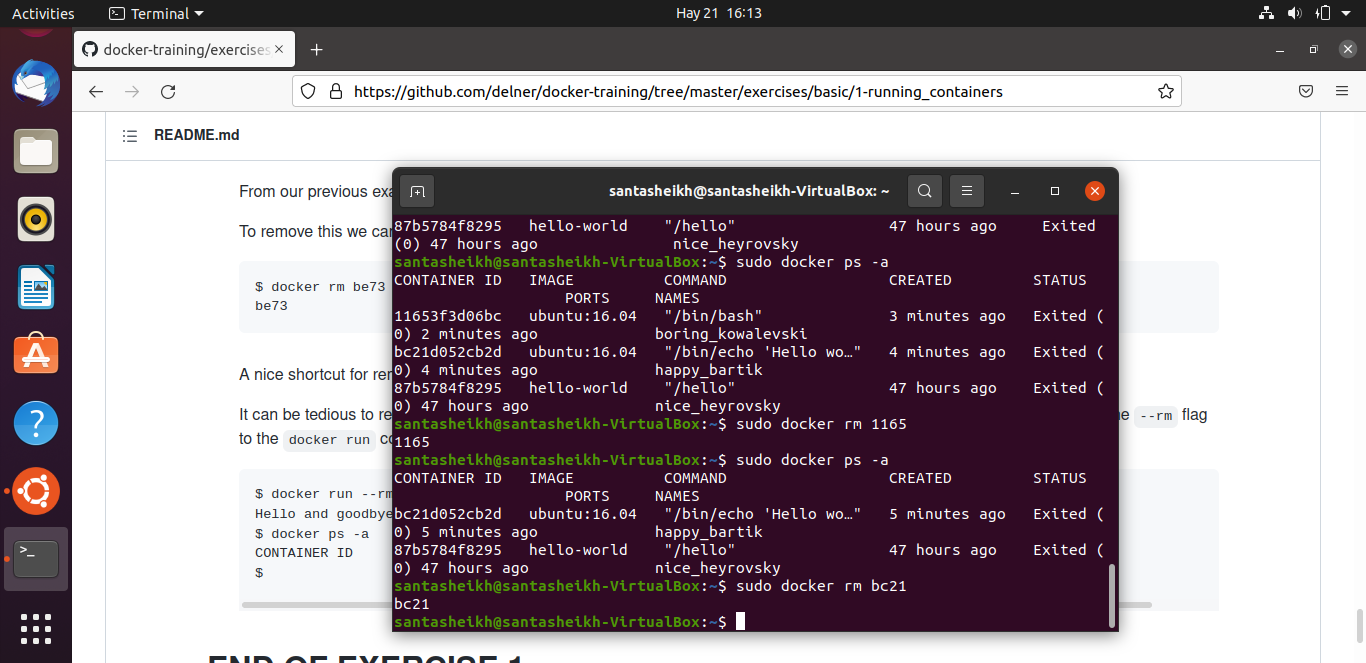 Activities
Terminal
Hay 21 16:13
docker-training/exercises
https://github.com/delner/docker-training/tree/master/exercises/basic/1-running_containers
README.md
From our previous exa
To remove this we can
$ docker rm be73
be73
A nice shortcut for rem
It can be tedious to re
e --rm flag
to the docker run co
$ docker run --rm
Hello and goodbye
$ docker ps -a
CONTAINER ID
$
END OF EXERCISE 1
santasheikh@santasheikh-VirtualBox: ~
87b5784f8295 hello-world "/hello" 47 hours ago Exited
(0) 47 hours ago nice_heyrovsky
santasheikh@santasheikh-VirtualBox:~$ sudo docker ps -a
CONTAINER ID IMAGE COMMAND CREATED STATUS
PORTS NAMES
11653f3d06bc ubuntu:16.04 "/bin/bash" 3 minutes ago Exited (
0) 2 minutes ago boring_kowalevski
bc21d052cb2d ubuntu:16.04 "/bin/echo 'Hello wo…" 4 minutes ago Exited (
0) 4 minutes ago happy_bartik
87b5784f8295 hello-world "/hello" 47 hours ago Exited (
0) 47 hours ago nice_heyrovsky
santasheikh@santasheikh-VirtualBox:~$ sudo docker rm 1165
1165
santasheikh@santasheikh-VirtualBox:~$ sudo docker ps -a
CONTAINER ID IMAGE COMMAND CREATED STATUS
PORTS NAMES
bc21d052cb2d ubuntu:16.04 "/bin/echo 'Hello wo…" 5 minutes ago Exited (
0) 5 minutes ago happy_bartik
87b5784f8295 hello-world "/hello" 47 hours ago Exited (
0) 47 hours ago nice_heyrovsky
santasheikh@santasheikh-VirtualBox:~$ sudo docker rm bc21
bc21
santasheikh@santasheikh-VirtualBox:~$